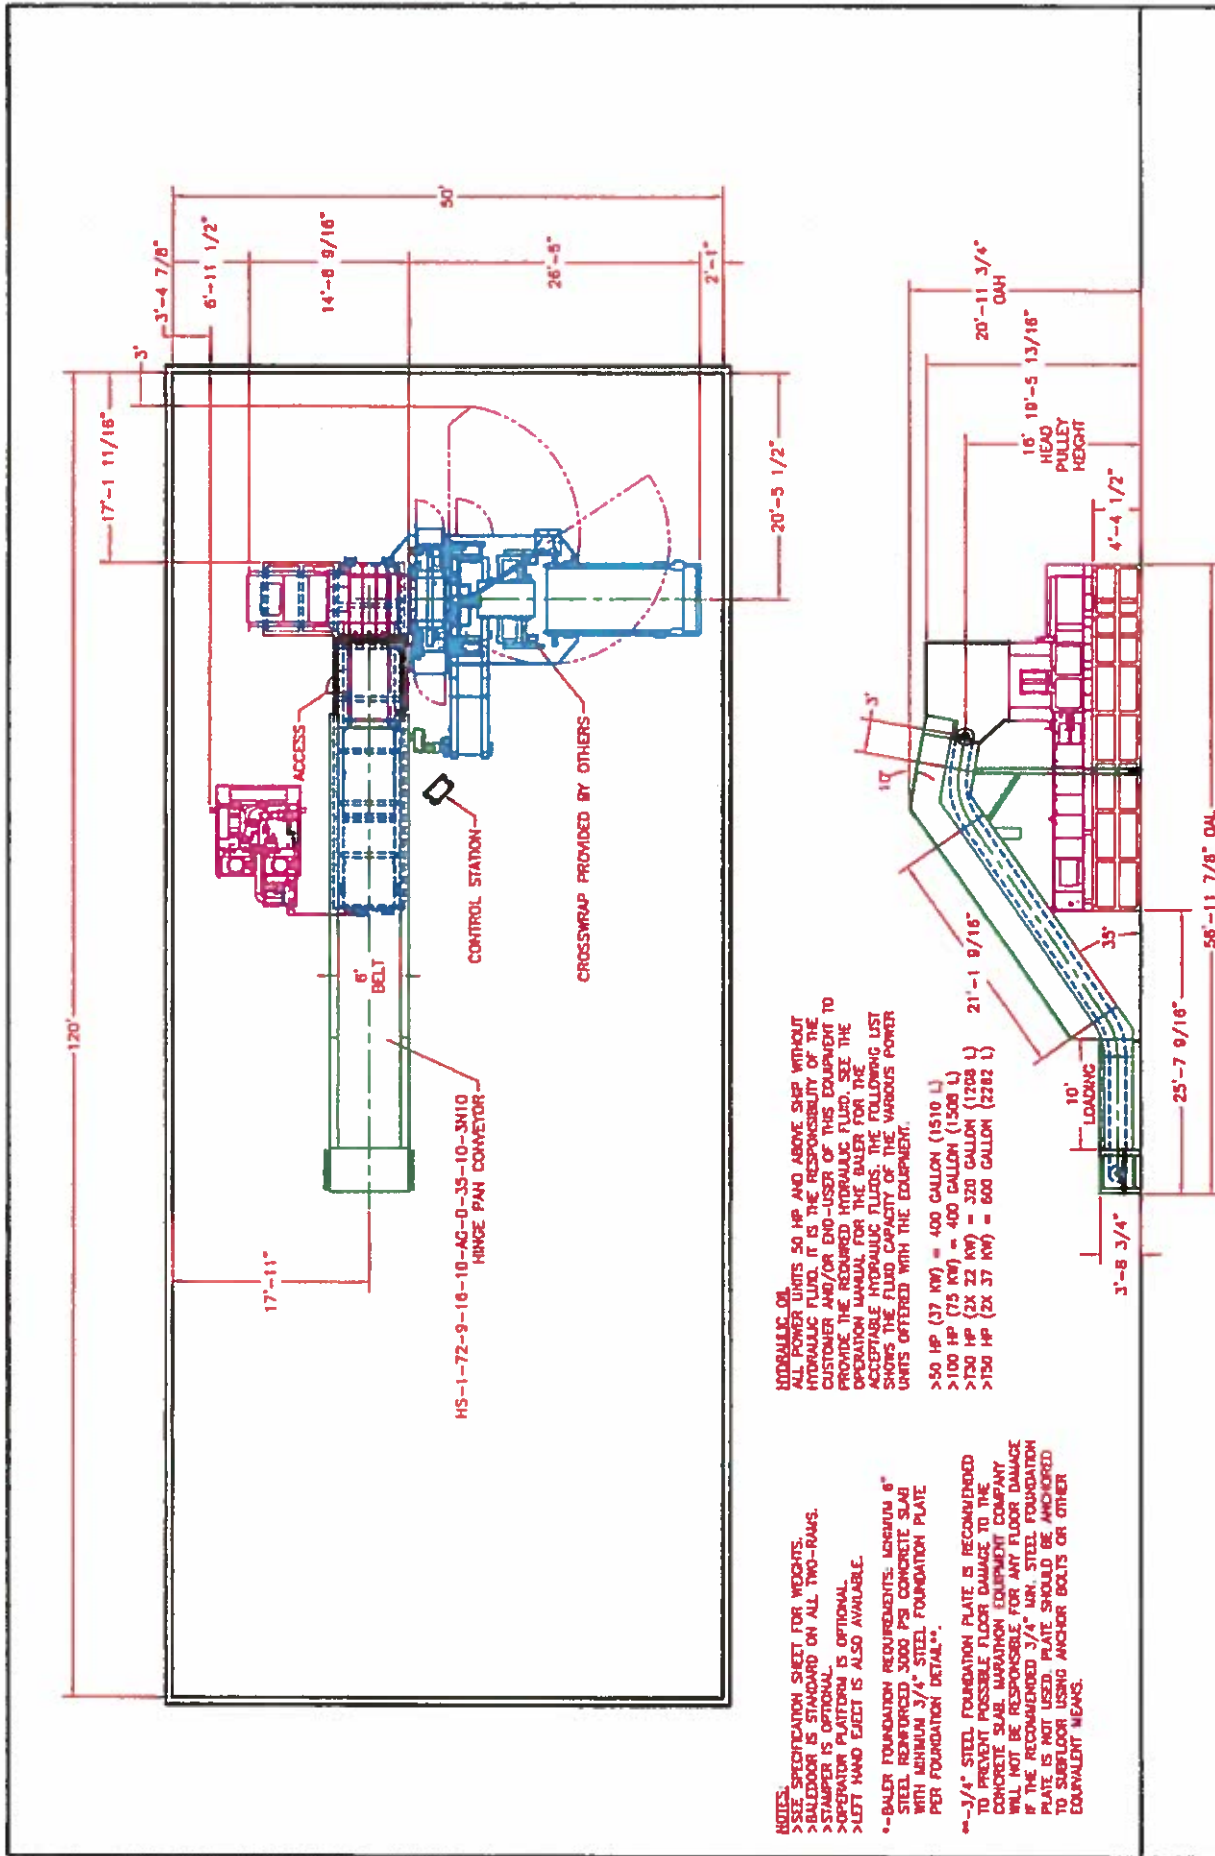 120'
17'-1 11/16"
3'
3'-4 7/8"
6'-11 1/2"
14'-8 9/16"
50'
26'-5"
2'-1"
20'-5 1/2"
17'-11"
ACCESS
6'
BELT
CONTROL STATION
CROSSWRAP PROVIDED BY OTHERS
HS-1-72-9-16-10-AG-0-35-10-3N10
HINGE PAN CONVEYOR
NOTES:
>SEE SPECIFICATION SHEET FOR WEIGHTS.
>BALEDOOR IS STANDARD ON ALL TWO-RAMS.
>STAMPER IS OPTIONAL.
>OPERATOR PLATFORM IS OPTIONAL.
>LEFT HAND EJECT IS ALSO AVAILABLE.
*-BALER FOUNDATION REQUIREMENTS: MINIMUM 6"
STEEL REINFORCED 3000 PSI CONCRETE SLAB
WITH MINIMUM 3/4" STEEL FOUNDATION PLATE
PER FOUNDATION DETAIL**.
**-3/4" STEEL FOUNDATION PLATE IS RECOMMENDED
TO PREVENT POSSIBLE FLOOR DAMAGE TO THE
CONCRETE SLAB. MARATHON EQUIPMENT COMPANY
WILL NOT BE RESPONSIBLE FOR ANY FLOOR DAMAGE
IF THE RECOMMENDED 3/4" MIN. STEEL FOUNDATION
PLATE IS NOT USED. PLATE SHOULD BE ANCHORED
TO SUBFLOOR USING ANCHOR BOLTS OR OTHER
EQUIVALENT MEANS.
HYDRAULIC OIL
ALL POWER UNITS 50 HP AND ABOVE SHIP WITHOUT
HYDRAULIC FLUID. IT IS THE RESPONSIBILITY OF THE
CUSTOMER AND/OR END-USER OF THIS EQUIPMENT TO
PROVIDE THE REQUIRED HYDRAULIC FLUID. SEE THE
OPERATION MANUAL FOR THE BALER FOR THE
ACCEPTABLE HYDRAULIC FLUIDS. THE FOLLOWING LIST
SHOWS THE FLUID CAPACITY OF THE VARIOUS POWER
UNITS OFFERED WITH THE EQUIPMENT.
>50 HP (37 KW) = 400 GALLON (1510 L)
>100 HP (75 KW) = 400 GALLON (1508 L)
>130 HP (2X 22 KW) = 320 GALLON (1208 L)
>150 HP (2X 37 KW) = 600 GALLON (2282 L)
20'-11 3/4"
OAH
19'-5 13/16"
16'
HEAD
PULLEY
HEIGHT
4'-4 1/2"
3'
10°
21'-1 9/16"
35°
10'
LOADING
25'-7 9/16"
56'-11 7/8" OAL
3'-8 3/4"